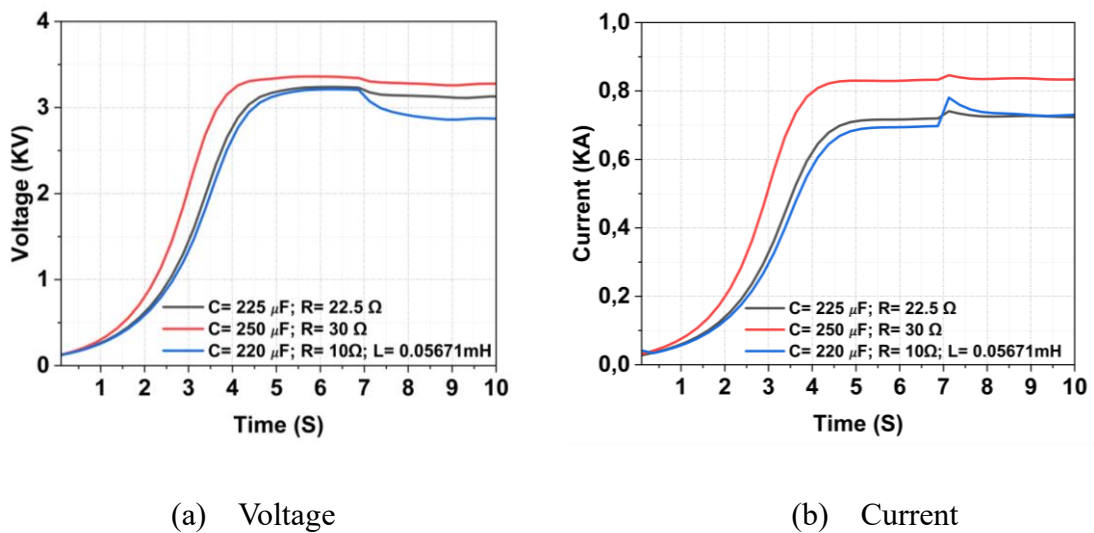 4
3
2
1
0
Voltage (KV)
C= 225 μF; R= 22.5 Ω
C= 250 μF; R= 30 Ω
C= 220 μF; R= 10Ω; L= 0.05671mH
1 2 3 4 5 6 7 8 9 10
Time (S)
1,0
0,8
0,6
0,4
0,2
0,0
Current (KA)
C= 225 μF; R= 22.5 Ω
C= 250 μF; R= 30 Ω
C= 220 μF; R= 10Ω; L= 0.05671mH
1 2 3 4 5 6 7 8 9 10
Time (S)
(a) Voltage
(b) Current